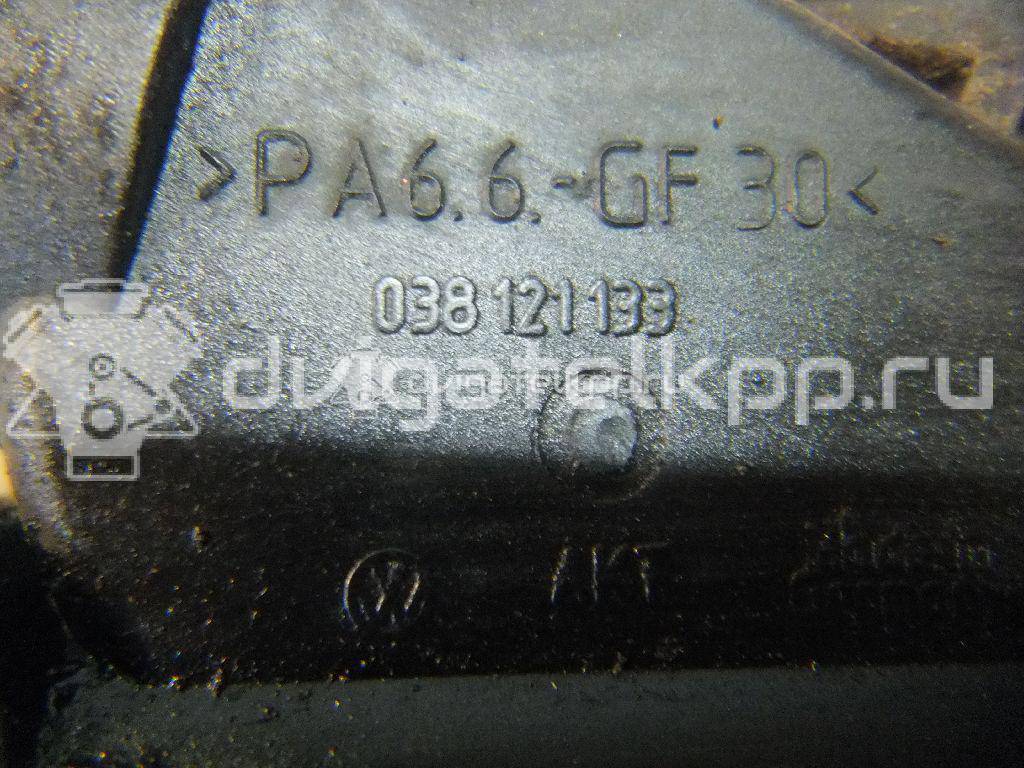 >PA6.6.-GF30<
038 121 133
dvigatelkpp.ru